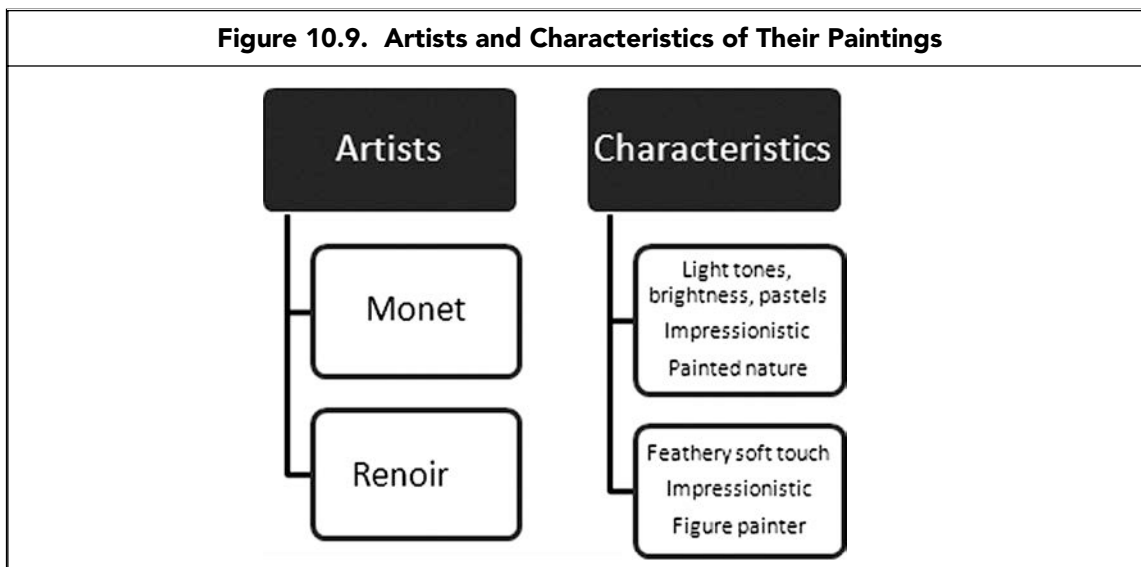 Figure 10.9. Artists and Characteristics of Their Paintings
Artists
Monet
Renoir
Characteristics
Light tones,
brightness, pastels
Impressionistic
Painted nature
Feathery soft touch
Impressionistic
Figure painter